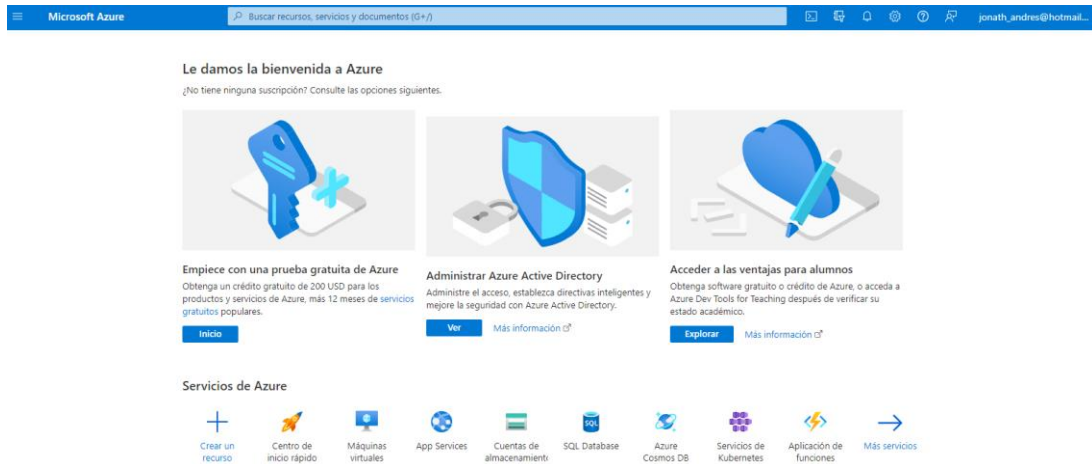 Microsoft Azure
Buscar recursos, servicios y documentos (G+/)
jonath_andres@hotmail...
Le damos la bienvenida a Azure
¿No tiene ninguna suscripción? Consulte las opciones siguientes.
Empiece con una prueba gratuita de Azure
Obtenga un crédito gratuito de 200 USD para los
productos y servicios de Azure, más 12 meses de servicios
gratuitos populares.
Inicio
Administrar Azure Active Directory
Administre el acceso, establezca directivas inteligentes y
mejore la seguridad con Azure Active Directory.
Ver
Más información
Acceder a las ventajas para alumnos
Obtenga software gratuito o crédito de Azure, o acceda a
Azure Dev Tools for Teaching después de verificar su
estado académico.
Explorar
Más información
Servicios de Azure
Crear un
recurso
Centro de
inicio rápido
Máquinas
virtuales
App Services
Cuentas de
almacenamiento
SQL
SQL Database
Azure
Cosmos DB
Servicios de
Kubernetes
Aplicación de
funciones
Más servicios